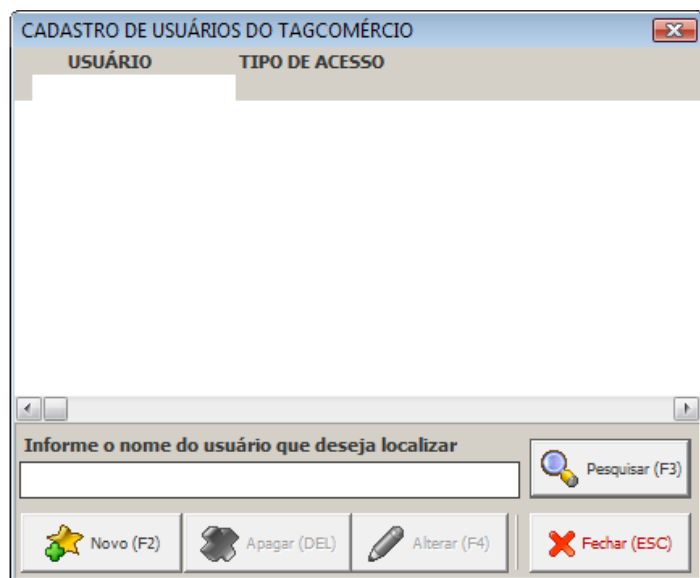 CADASTRO DE USUÁRIOS DO TAGCOMÉRCIO
USUÁRIO TIPO DE ACESSO
Informe o nome do usuário que deseja localizar
Pesquisar (F3)
Novo (F2) Apagar (DEL) Alterar (F4) Fechar (ESC)